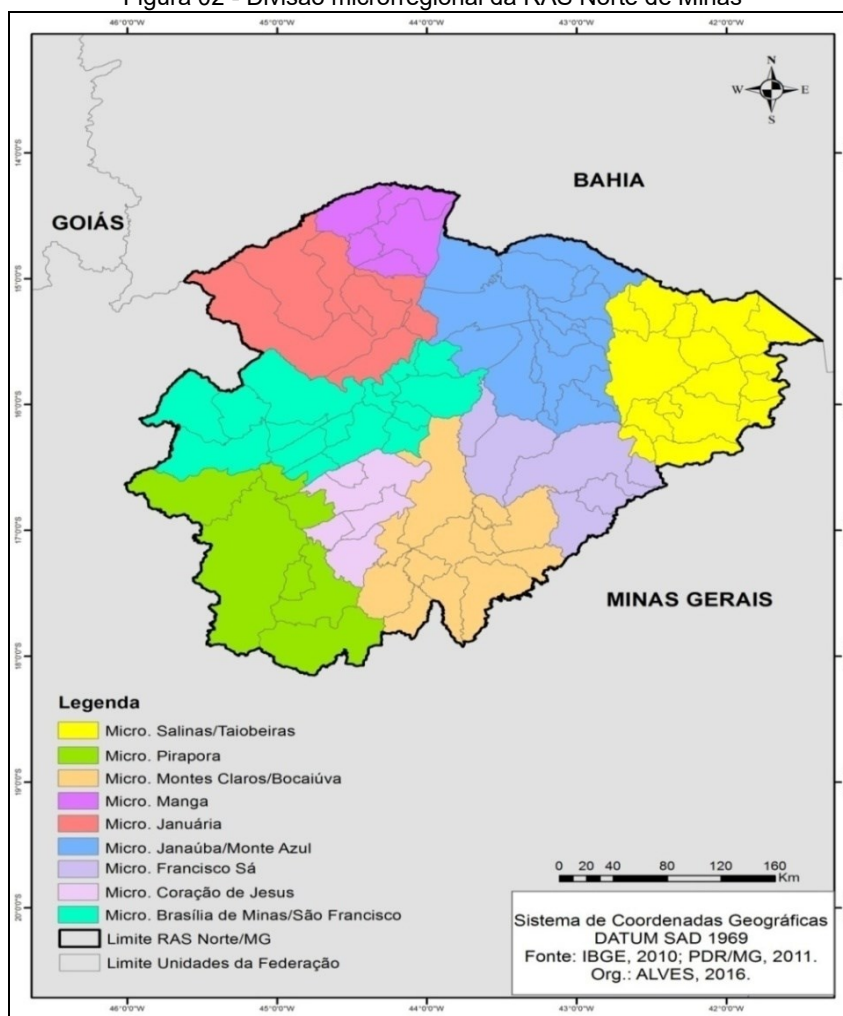 Figura 02 - Divisão microrregional da RAS Norte de Minas
46°0'0"W 45°0'0"W 44°0'0"W 43°0'0"W 42°0'0"W
N
W E
S
14°0'0"S
BAHIA
GOIÁS
15°0'0"S
16°0'0"S
17°0'0"S
MINAS GERAIS
18°0'0"S
Legenda
Micro. Salinas/Taiobeiras
Micro. Pirapora
Micro. Montes Claros/Bocaiúva
19°0'0"S
Micro. Manga
Micro. Januária
Micro. Janaúba/Monte Azul
Micro. Francisco Sá
Micro. Coração de Jesus
Micro. Brasília de Minas/São Francisco
Limite RAS Norte/MG
Limite Unidades da Federação
0 20 40 80 120 160
Km
20°0'0"S
Sistema de Coordenadas Geográficas
DATUM SAD 1969
Fonte: IBGE, 2010; PDR/MG, 2011.
Org.: ALVES, 2016.
46°0'0"W 45°0'0"W 44°0'0"W 43°0'0"W 42°0'0"W